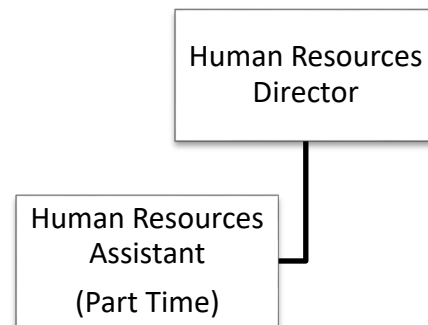 Human Resources
Director
Human Resources
Assistant
(Part Time)